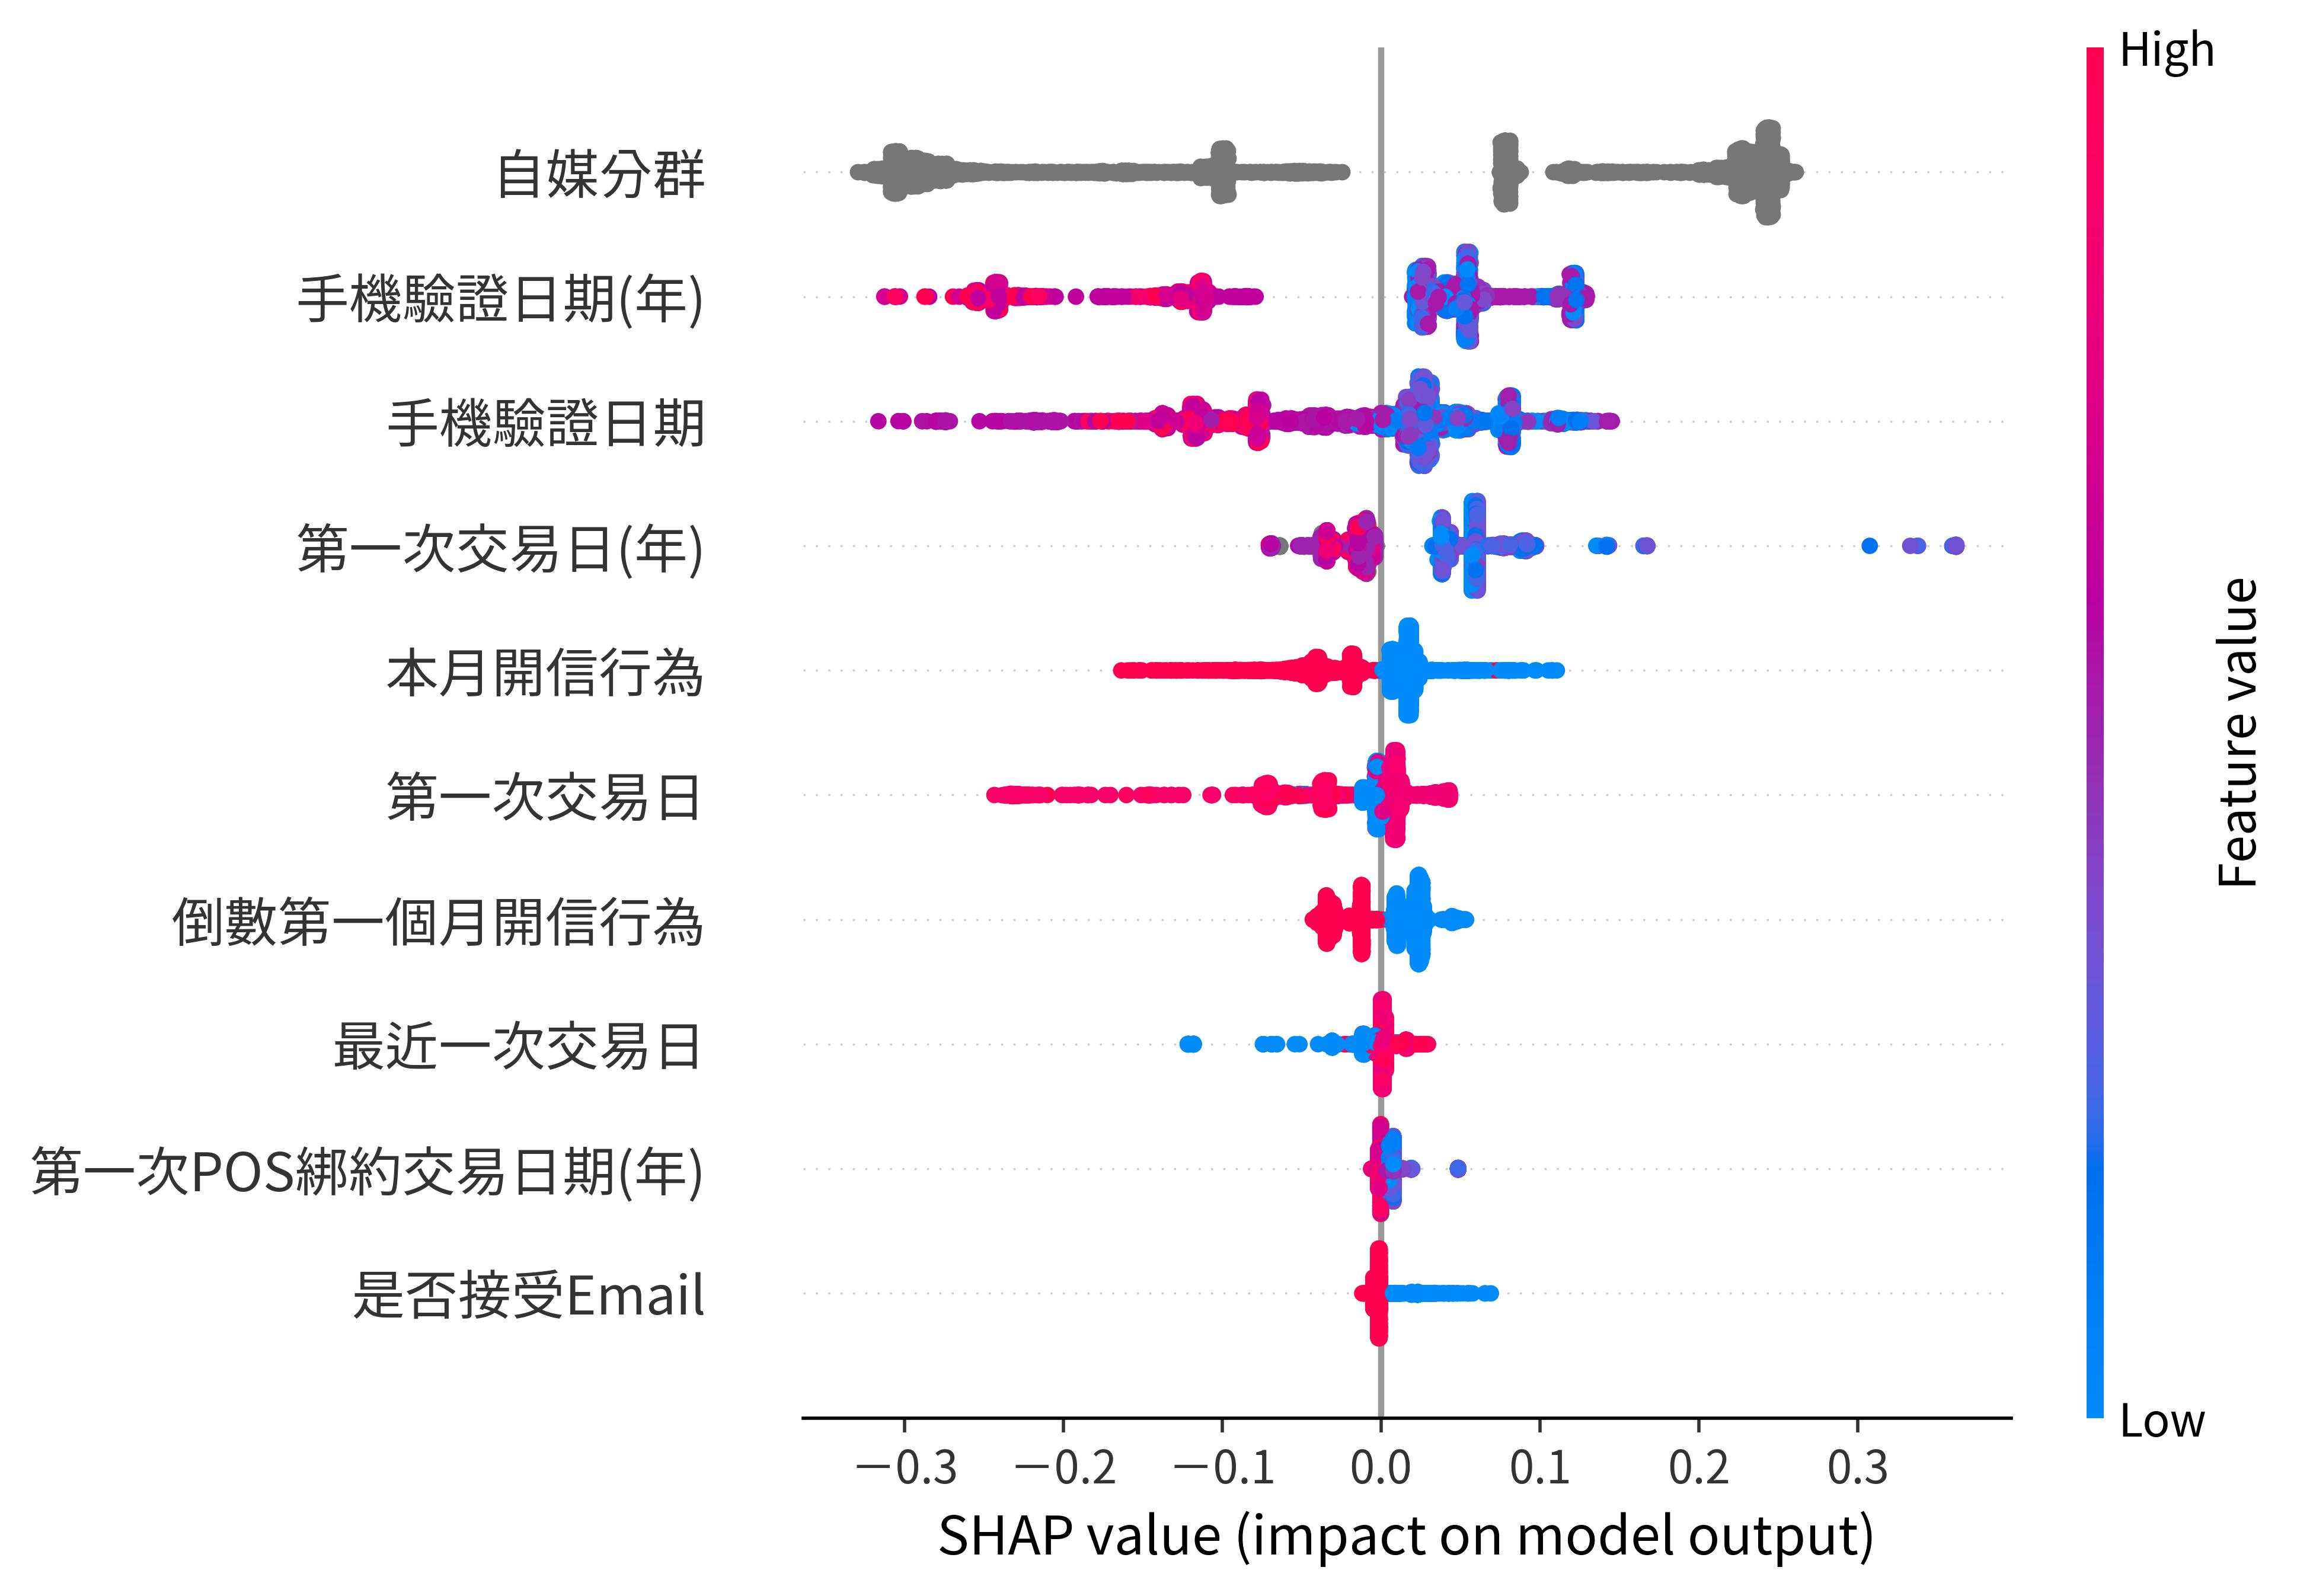 High
自媒分群
手機驗證日期(年)
手機驗證日期
第一次交易日(年)
本月開信行為
第一次交易日
倒數第一個月開信行為
最近一次交易日
第一次POS綁約交易日期(年)
是否接受Email
Feature value
Low
−0.3 −0.2 −0.1 0.0 0.1 0.2 0.3
SHAP value (impact on model output)